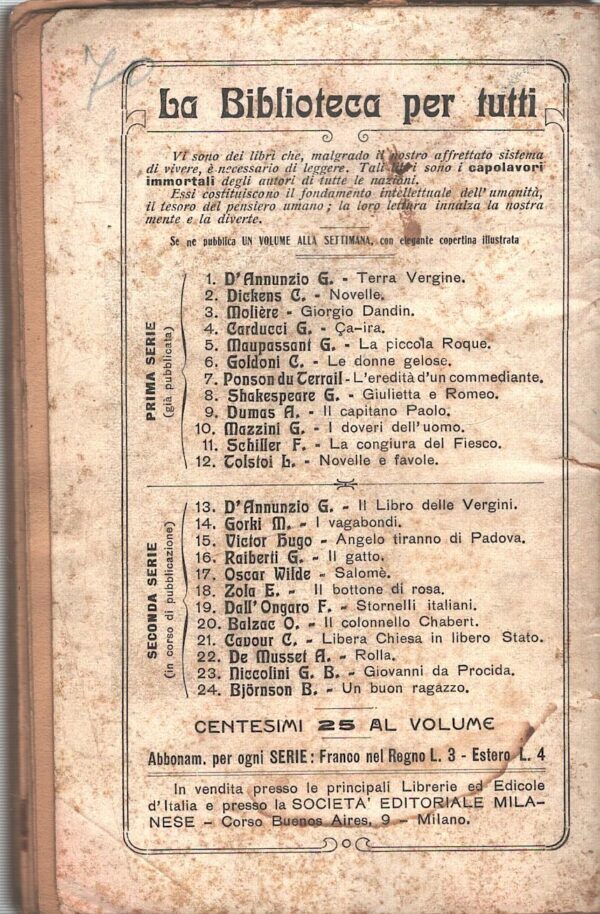 70
La Biblioteca per tutti
Vi sono dei libri che, malgrado il nostro affrettato sistema
di vivere, è necessario di leggere. Tali libri sono i capolavori
immortali degli autori di tutte le nazioni.
Essi costituiscono il fondamento intellettuale dell'umanità,
il tesoro del pensiero umano; la loro lettura innalza la nostra
mente e la diverte.
Se ne pubblica UN VOLUME ALLA SETTIMANA, con elegante copertina illustrata
PRIMA SERIE
(già pubblicata)
1. D'Annunzio G. - Terra Vergine.
2. Dickens C. - Novelle.
3. Molière - Giorgio Dandin.
4. Carducci G. - Ça-ira.
5. Maupassant G. - La piccola Roque.
6. Goldoni C. - Le donne gelose.
7. Ponson du Terrail - L'eredità d'un commediante.
8. Shakespeare G. - Giulietta e Romeo.
9. Dumas A. - Il capitano Paolo.
10. Mazzini G. - I doveri dell'uomo.
11. Schiller F. - La congiura del Fiesco.
12. Tolstoi L. - Novelle e favole.
SECONDA SERIE
(in corso di pubblicazione)
13. D'Annunzio G. - Il Libro delle Vergini.
14. Gorki M. - I vagabondi.
15. Victor Hugo - Angelo tiranno di Padova.
16. Raiberti G. - Il gatto.
17. Oscar Wilde - Salomè.
18. Zola E. - Il bottone di rosa.
19. Dall'Ongaro F. - Stornelli italiani.
20. Balzac O. - Il colonnello Chabert.
21. Cavour C. - Libera Chiesa in libero Stato.
22. De Musset A. - Rolla.
23. Niccolini G. B. - Giovanni da Procida.
24. Björnson B. - Un buon ragazzo.
CENTESIMI 25 AL VOLUME
Abbonam. per ogni SERIE: Franco nel Regno L. 3 - Estero L. 4
In vendita presso le principali Librerie ed Edicole
d'Italia e presso la SOCIETA' EDITORIALE MILA-
NESE - Corso Buenos Aires, 9 - Milano.